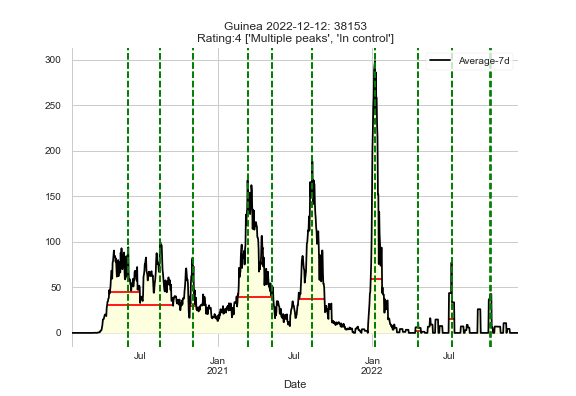 Guinea 2022-12-12: 38153
Rating:4 ['Multiple peaks', 'In control']
Average-7d
300
250
200
150
100
50
0
Jul
Jan
2021
Jul
Jan
2022
Jul
Date